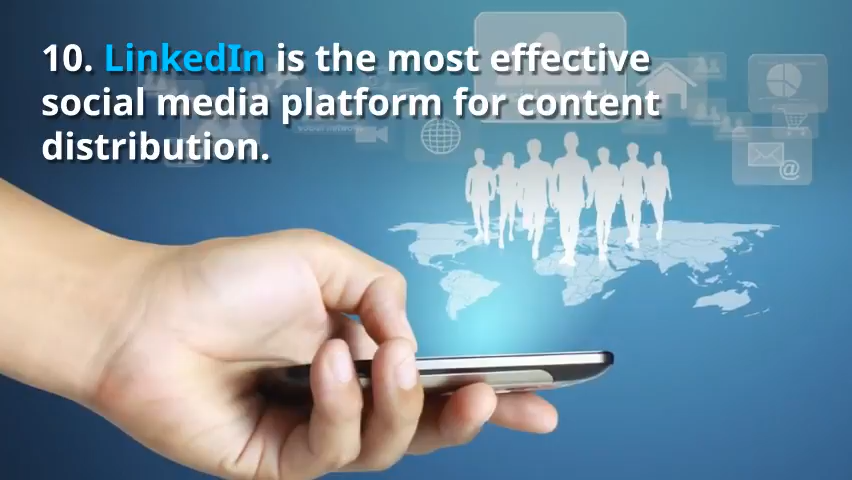 10. LinkedIn is the most effective
social media platform for content
distribution.
@